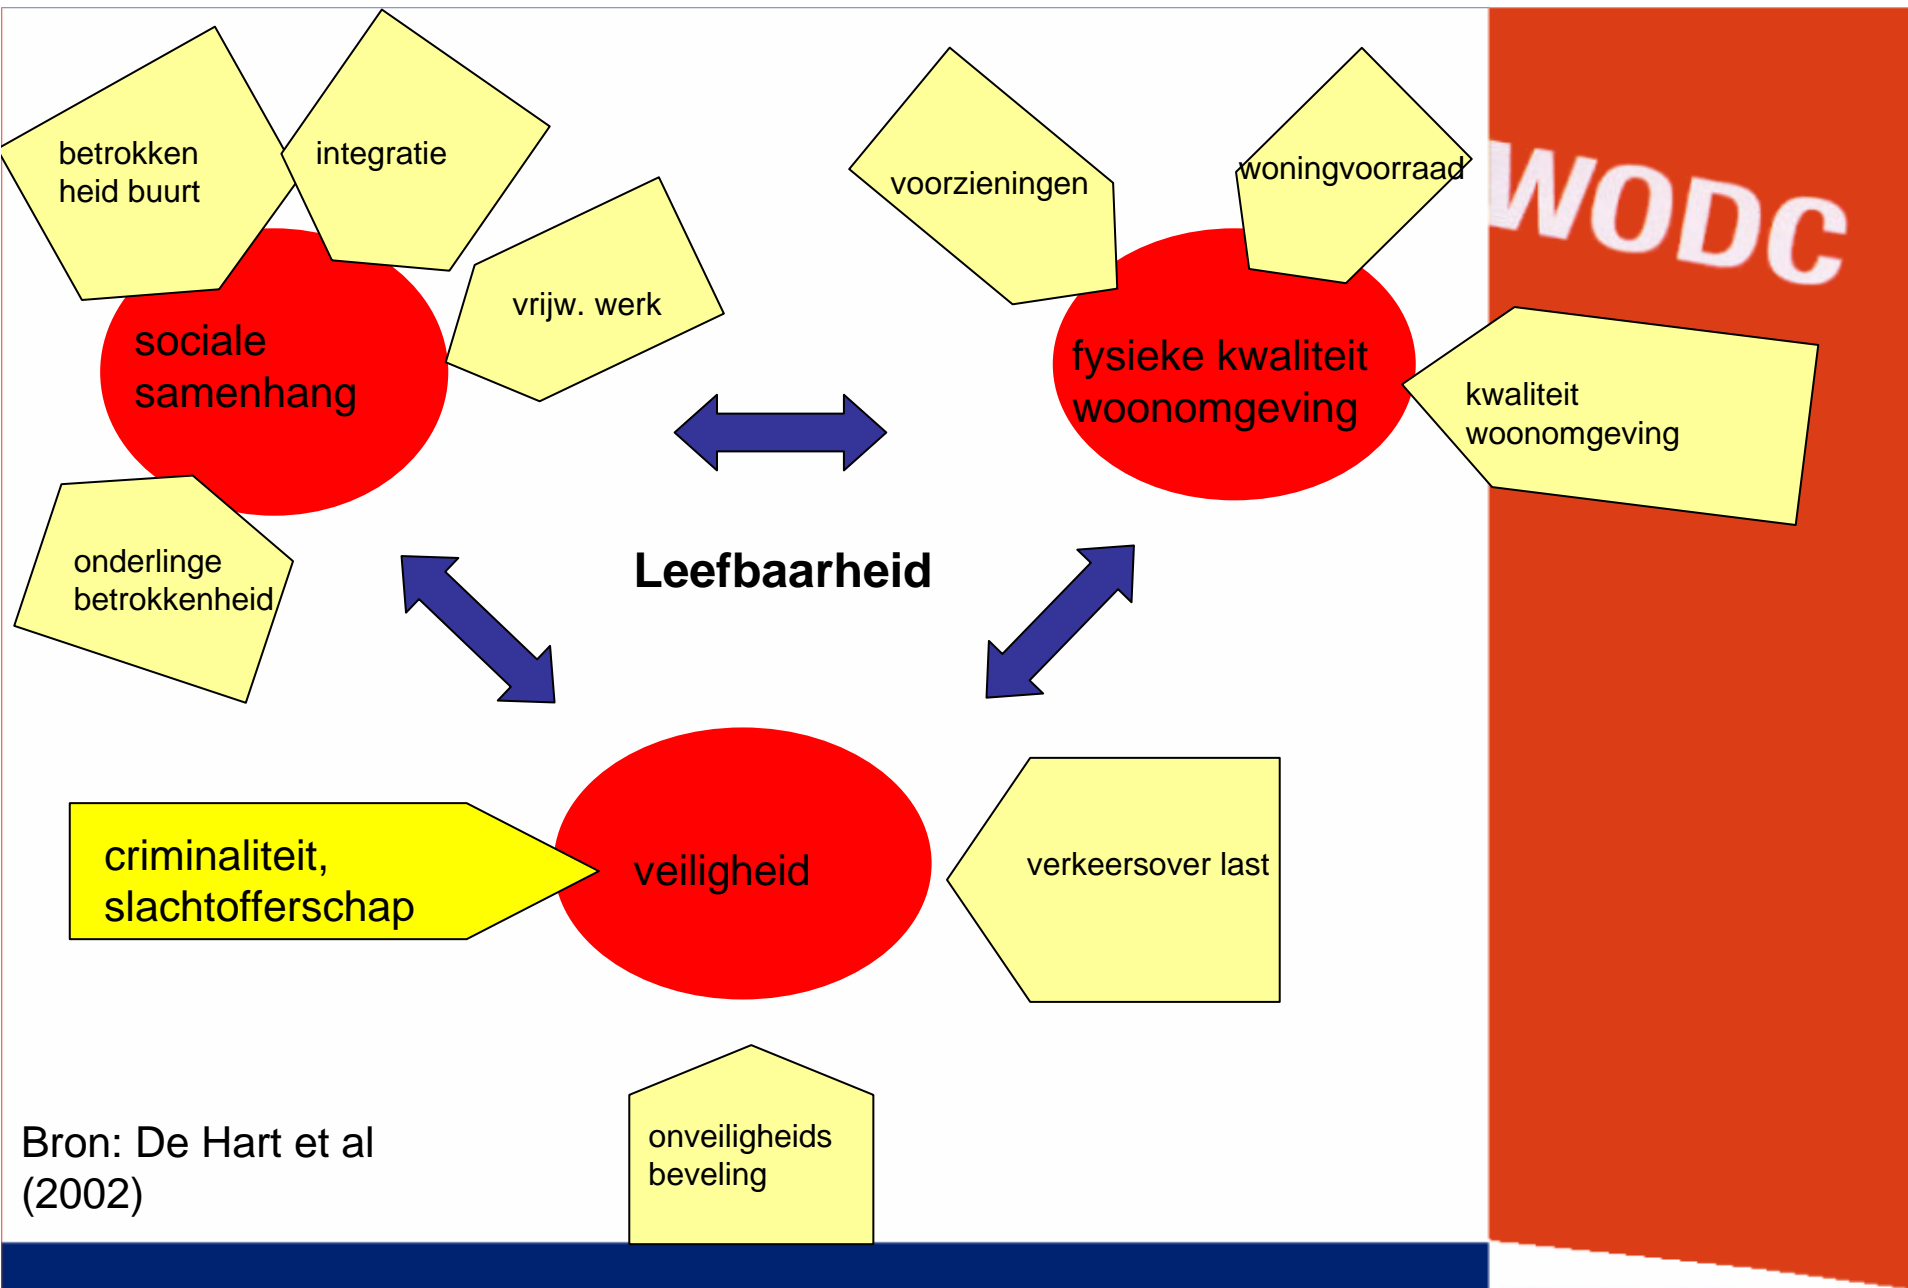 betrokken
heid buurt
integratie
vrijw. werk
sociale
samenhang
onderlinge
betrokkenheid
voorzieningen
woningvoorraad
fysieke kwaliteit
woonomgeving
kwaliteit
woonomgeving
WODC
Leefbaarheid
criminaliteit,
slachtofferschap
veiligheid
verkeersover last
onveiligheids
beveling
Bron: De Hart et al
(2002)